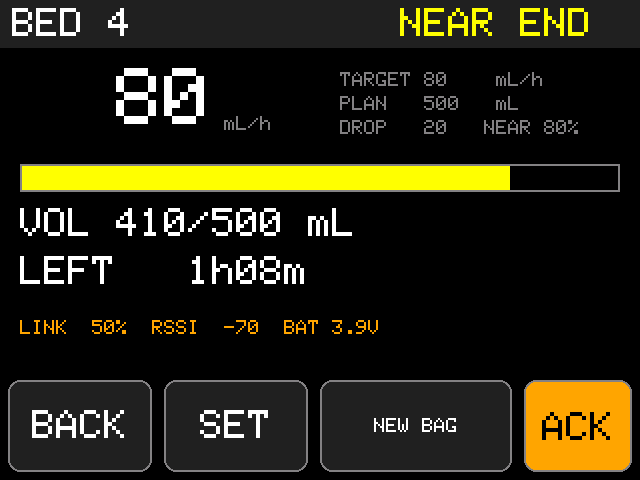 BED 4 NEAR END
80 mL/h
TARGET 80 mL/h
PLAN 500 mL
DROP 20 NEAR 80%
VOL 410/500 mL
LEFT 1h08m
LINK 50% RSSI -70 BAT 3.9V
BACK SET NEW BAG ACK